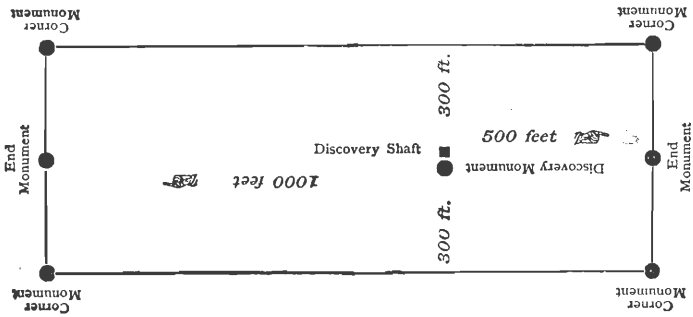 Corner
Monument
Corner
Monument
300 ft.
500 feet
End
Monument
Discovery Shaft
Discovery Monument
End
Monument
1000 feet
300 ft.
Corner
Monument
Corner
Monument